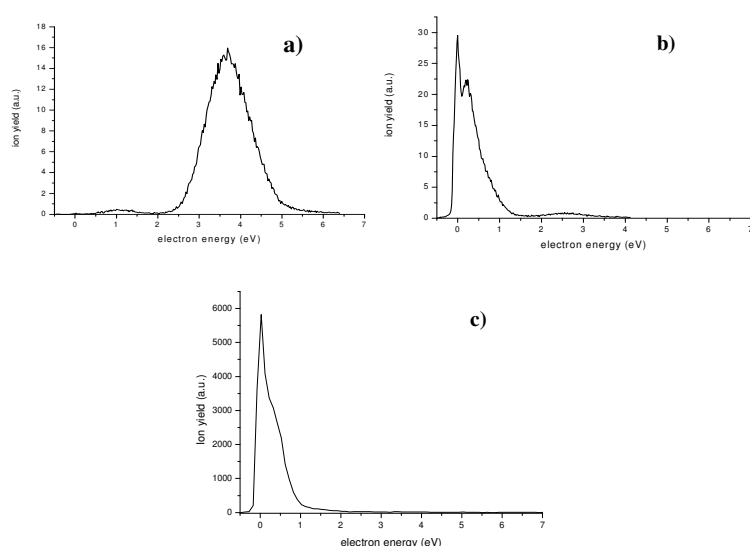 a)
18
16
14
12
10
8
6
4
2
0
ion yield (a.u.)
0 1 2 3 4 5 6 7
electron energy (eV)
b)
30
25
20
15
10
5
0
ion yield (a.u.)
0 1 2 3 4 5 6 7
electron energy (eV)
c)
6000
5000
4000
3000
2000
1000
0
Ion yield (a.u.)
0 1 2 3 4 5 6 7
electron energy (eV)